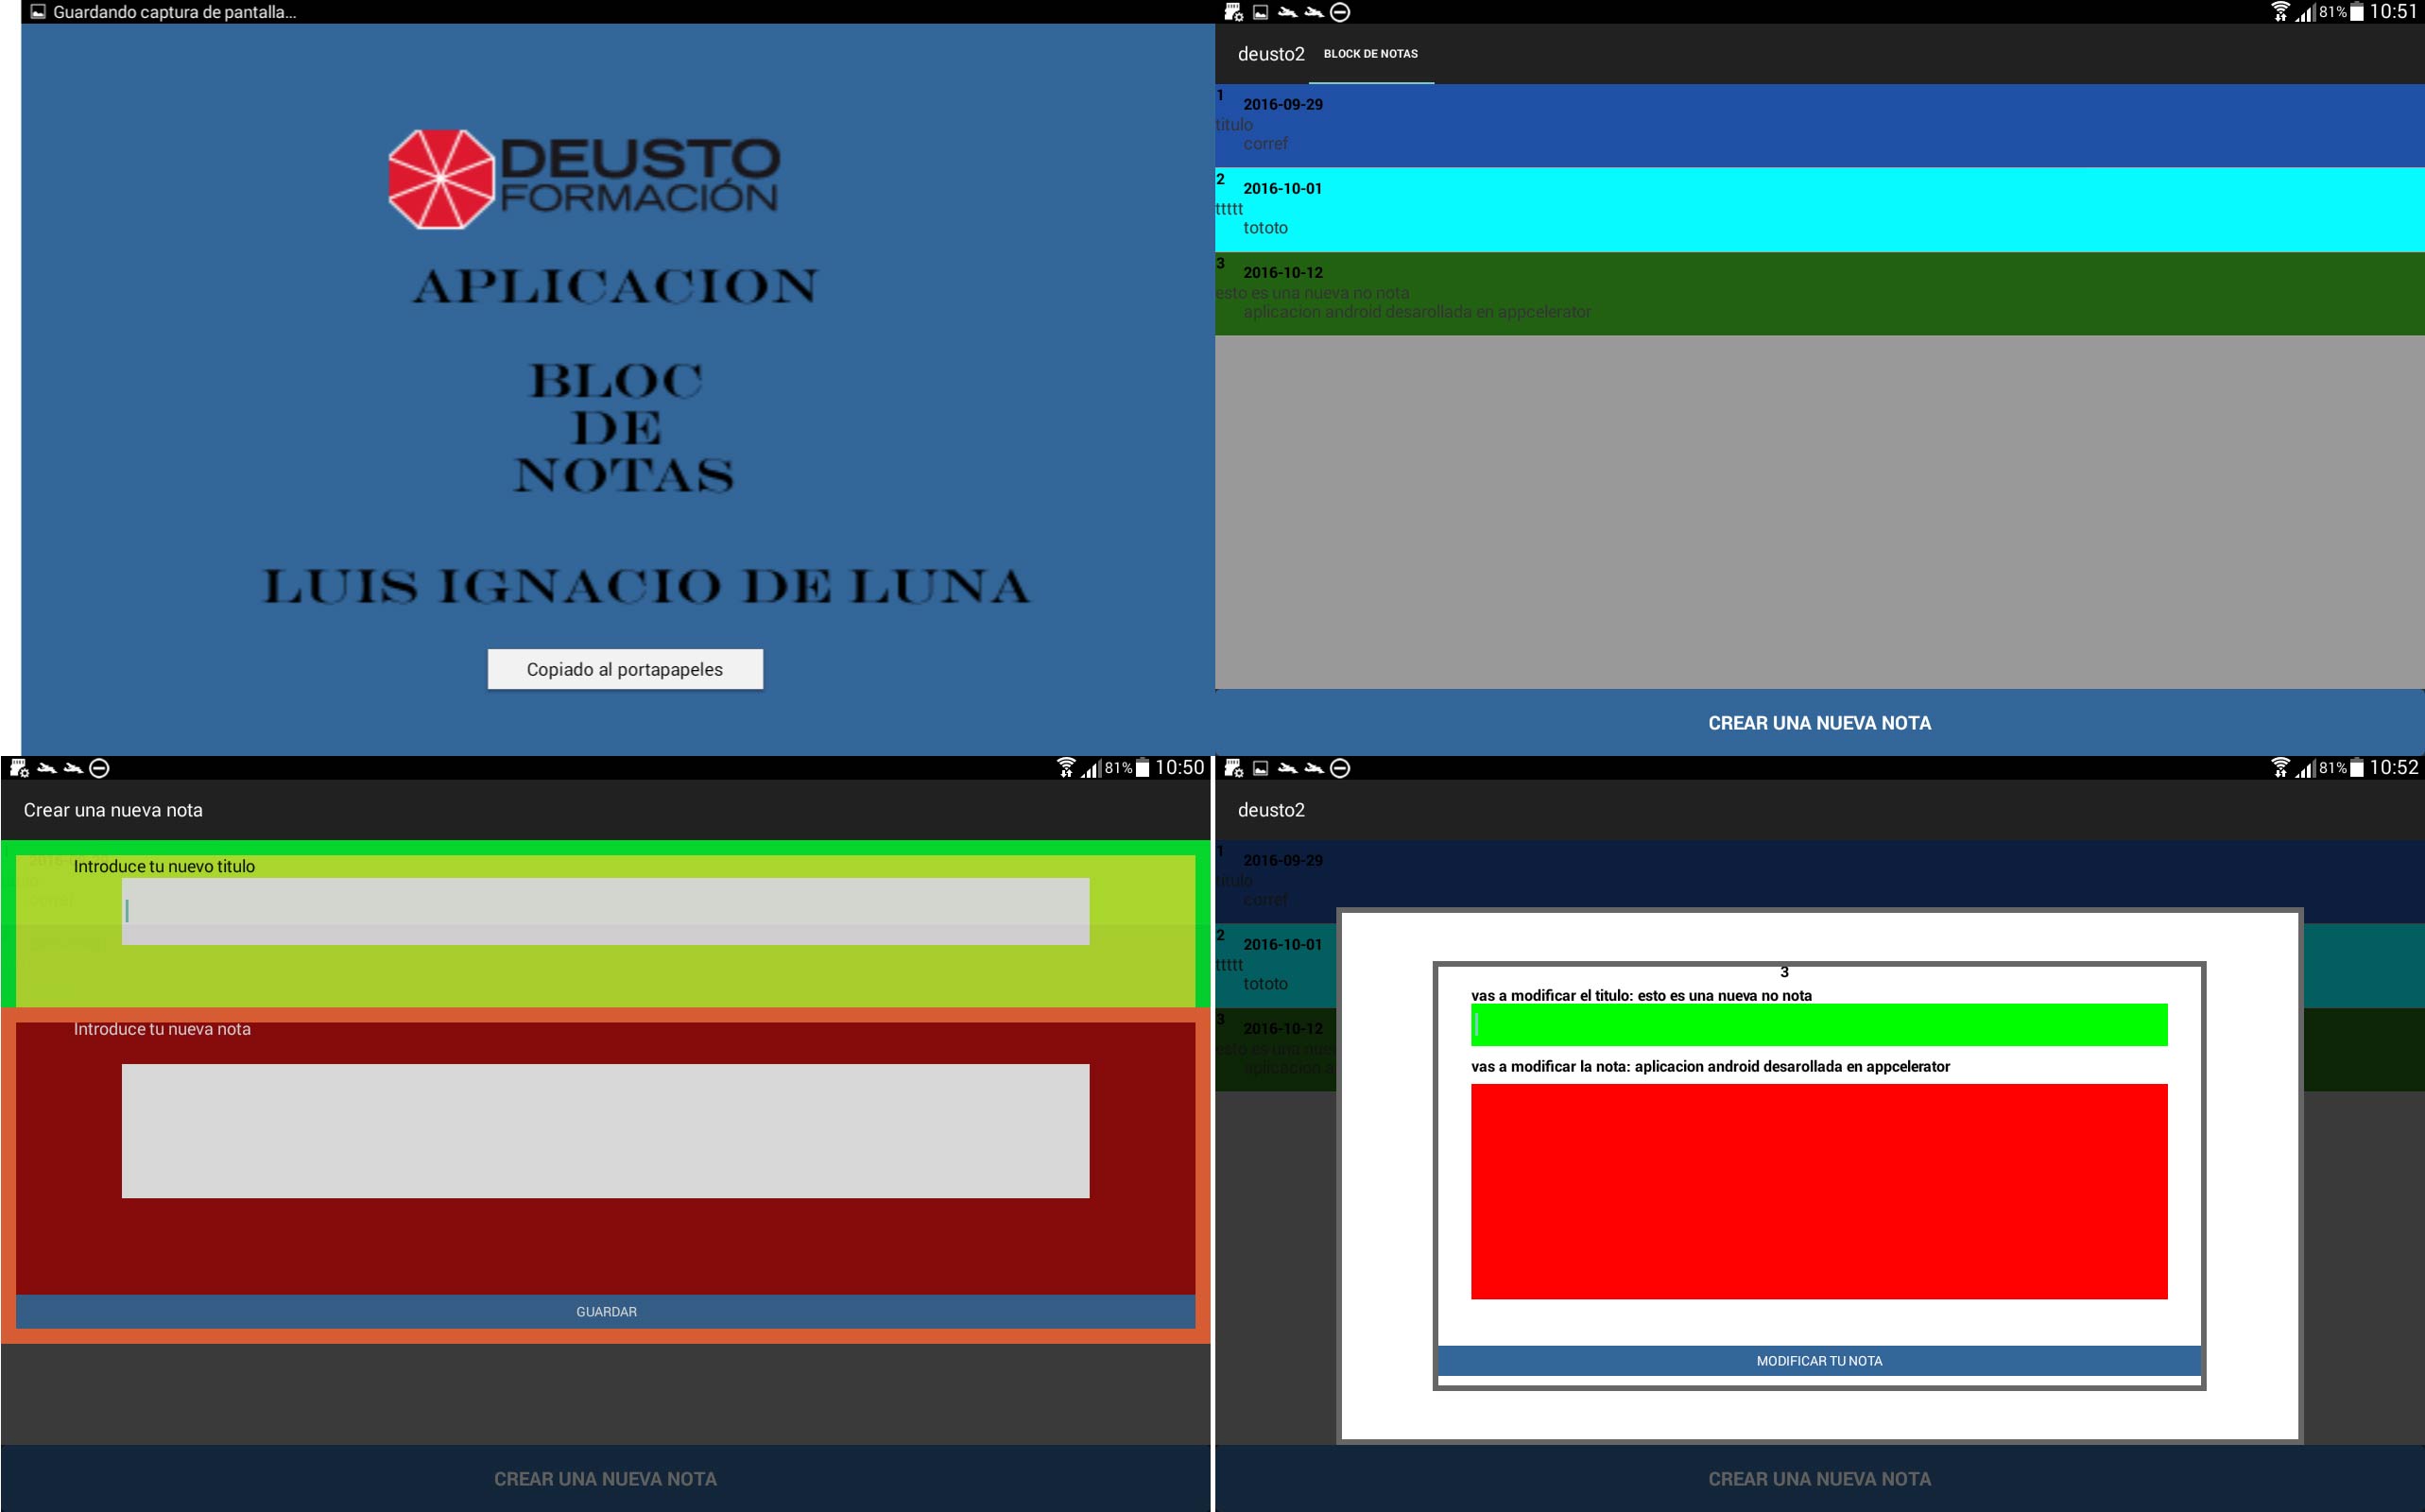 Guardando captura de pantalla...
DEUSTO
FORMACIÓN
APLICACION
BLOC
DE
NOTAS
LUIS IGNACIO DE LUNA
Copiado al portapapeles
81% 10:51
deusto2 BLOCK DE NOTAS
1
2016-09-29
titulo
corref
2
2016-10-01
ttttt
tototo
3
2016-10-12
esto es una nueva no nota
aplicacion android desarollada en appcelerator
CREAR UNA NUEVA NOTA
81% 10:50
Crear una nueva nota
Introduce tu nuevo titulo
Introduce tu nueva nota
GUARDAR
CREAR UNA NUEVA NOTA
81% 10:52
deusto2
1
2016-09-29
titulo
corref
2
2016-10-01
ttttt
tototo
3
2016-10-12
esto es una
3
vas a modificar el titulo: esto es una nueva no nota
vas a modificar la nota: aplicacion android desarollada en appcelerator
MODIFICAR TU NOTA
CREAR UNA NUEVA NOTA